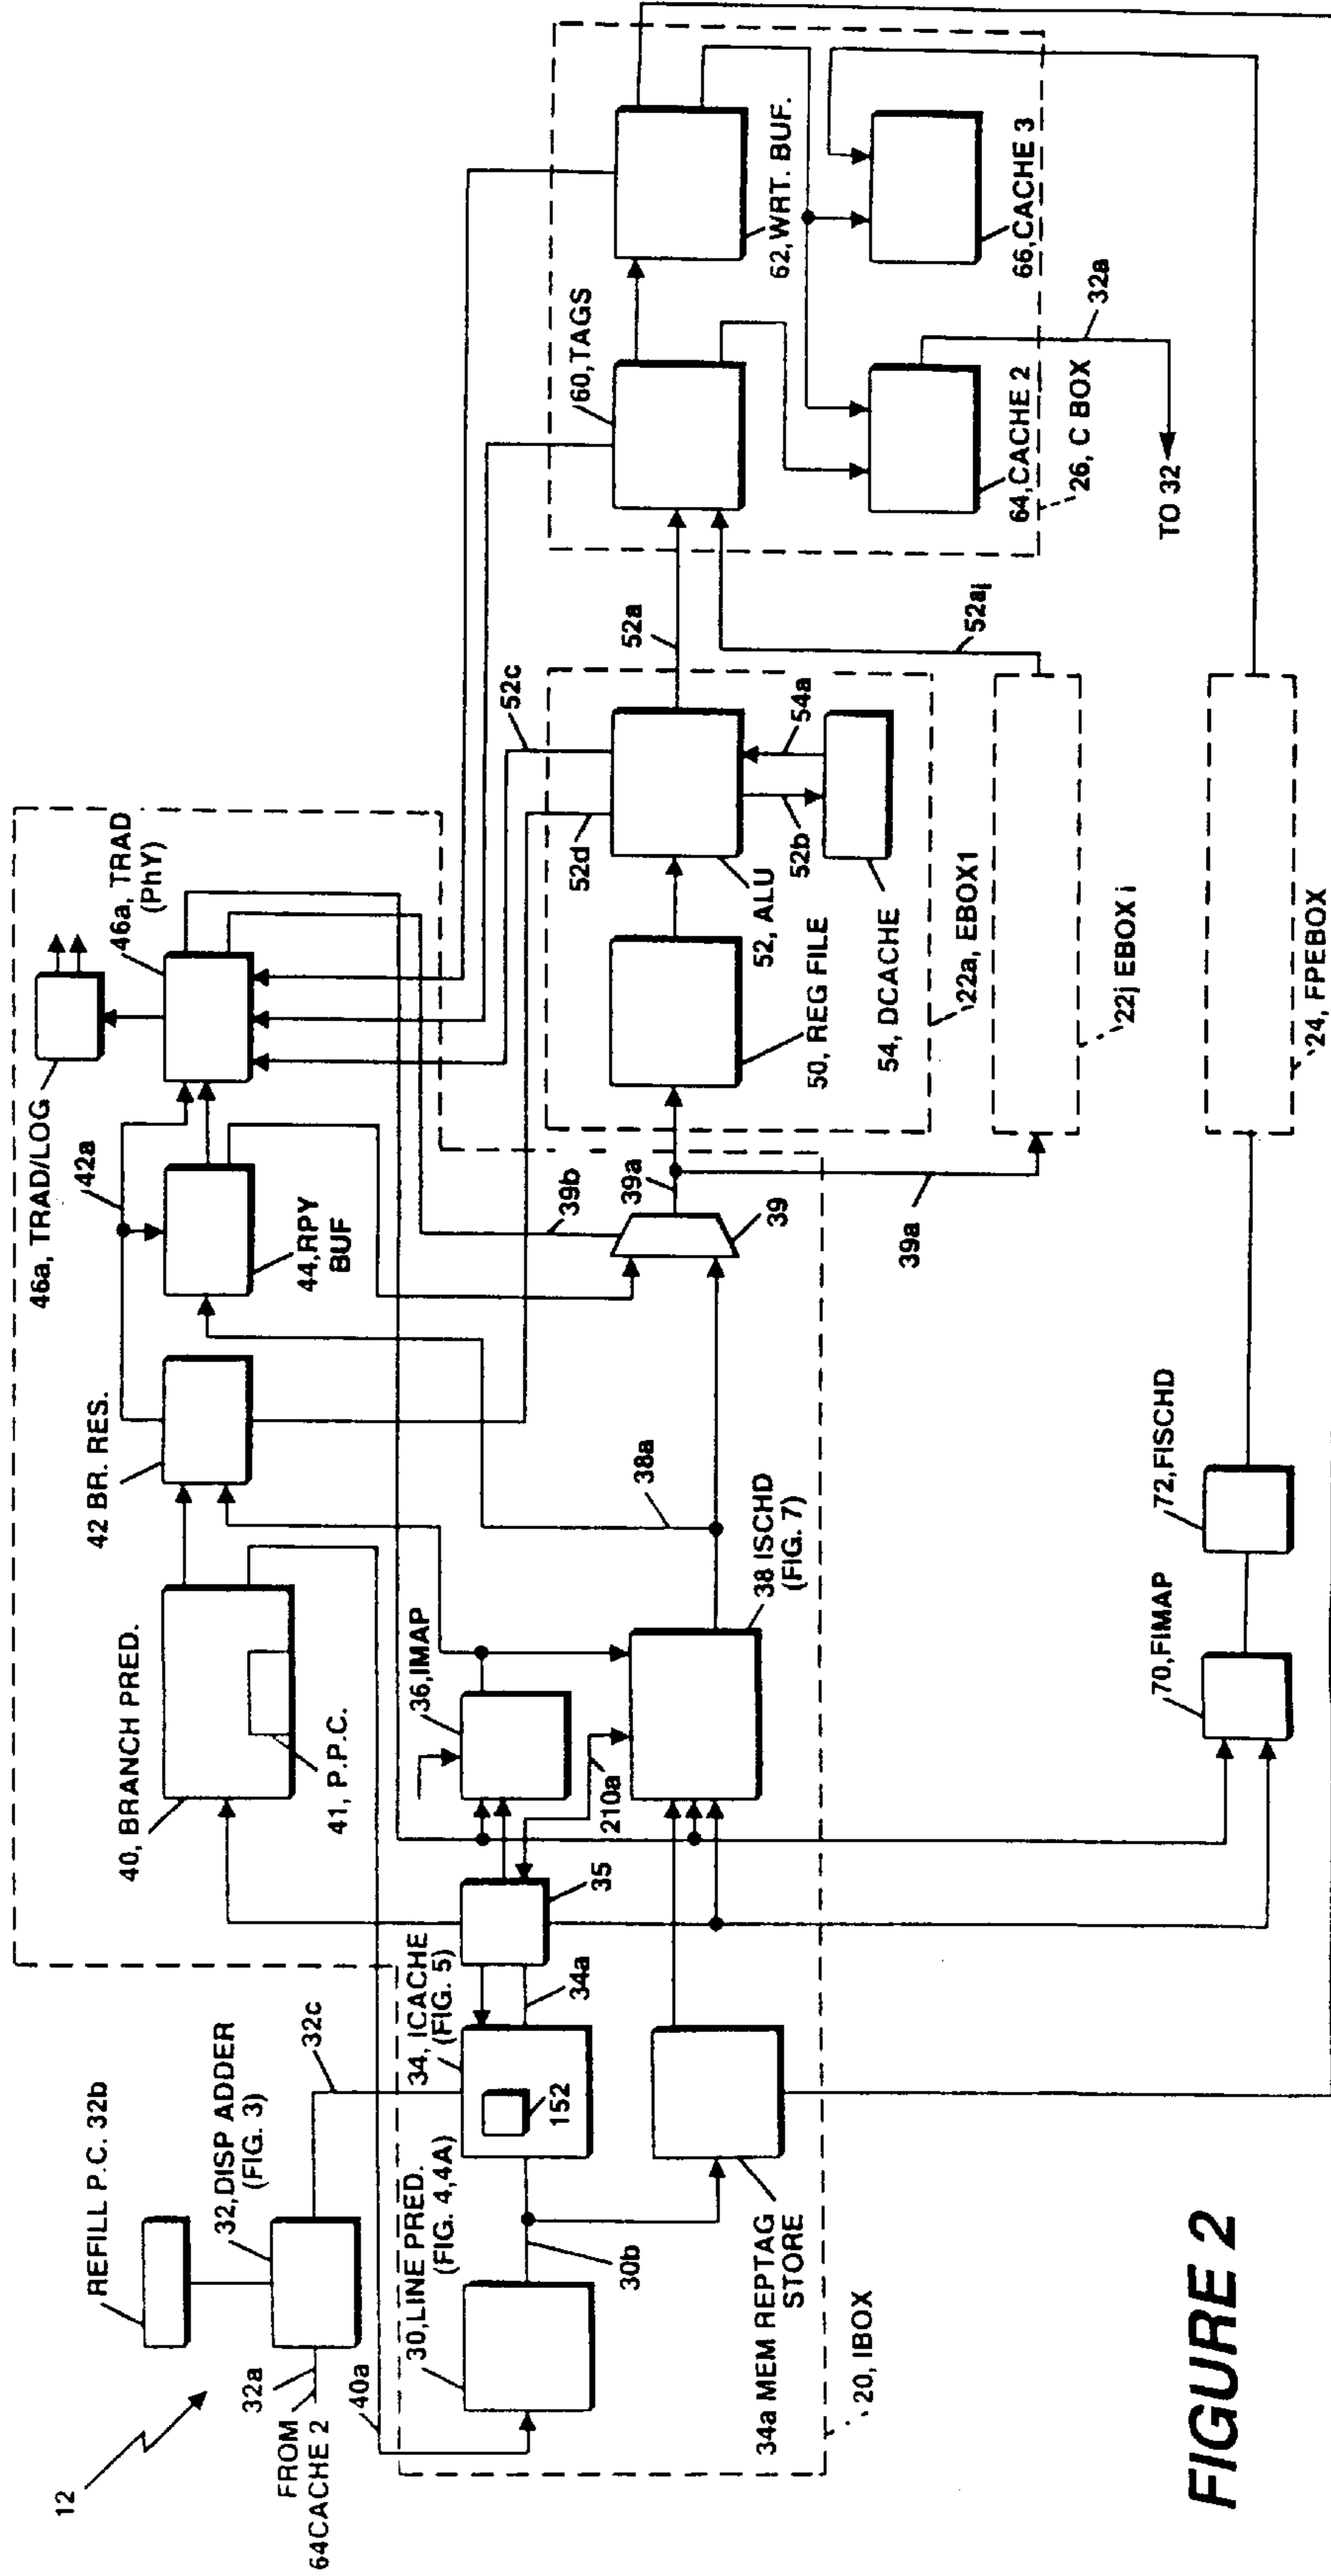 12
REFILL P.C. 32b
32,DISP ADDER
(FIG. 3)
32a
FROM
64CACHE 2
32c
40a
30,LINE PRED.
(FIG. 4,4A)
30b
34, ICACHE
(FIG. 5)
34a
152
34a MEM REPTAG
STORE
20, IBOX
35
40, BRANCH PRED.
41, P.P.C.
36,IMAP
210a
38 ISCHD
(FIG. 7)
38a
42 BR. RES.
42a
44,RPY
BUF
46a, TRAD/LOG
46a, TRAD
(PhY)
39b
39a
39
39a
50, REG FILE
52, ALU
52d
52c
52a
52b
54a
54, DCACHE
22a, EBOX1
22j EBOX i
52aj
24, FPEBOX
70,FIMAP
72,FISCHD
60,TAGS
62,WRT. BUF.
64,CACHE 2
66,CACHE 3
26, C BOX
32a
TO 32
FIGURE 2